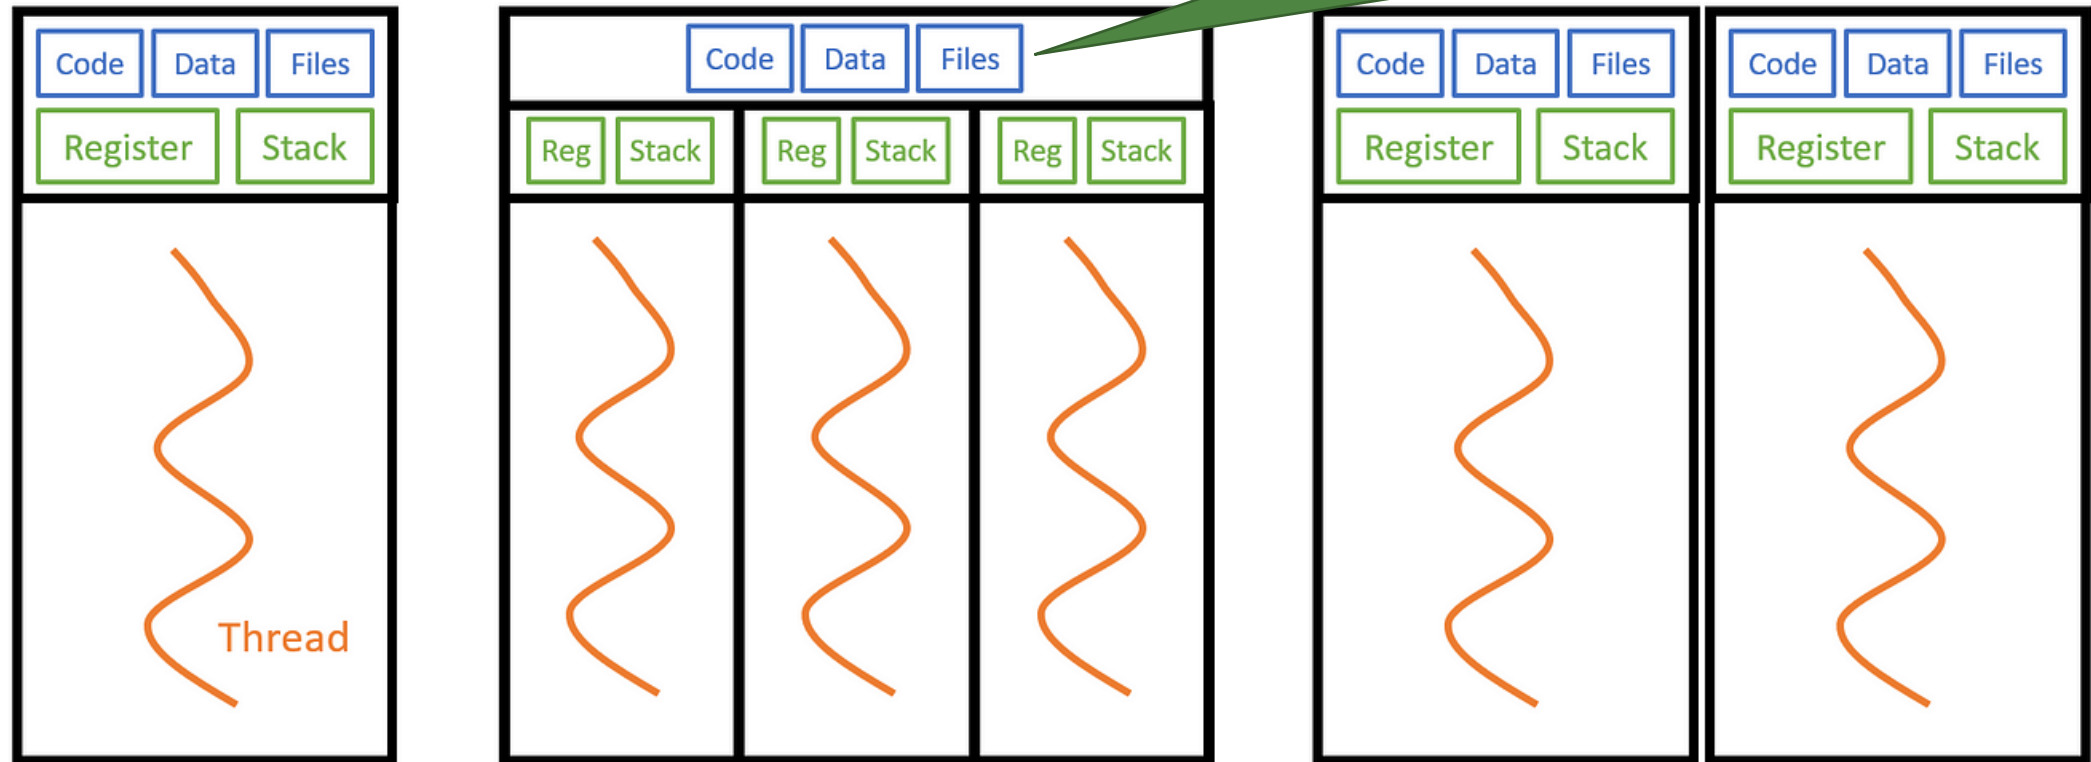 Code Data Files
Register Stack
Thread
Code Data Files
Reg Stack Reg Stack Reg Stack
Code Data Files
Register Stack
Code Data Files
Register Stack